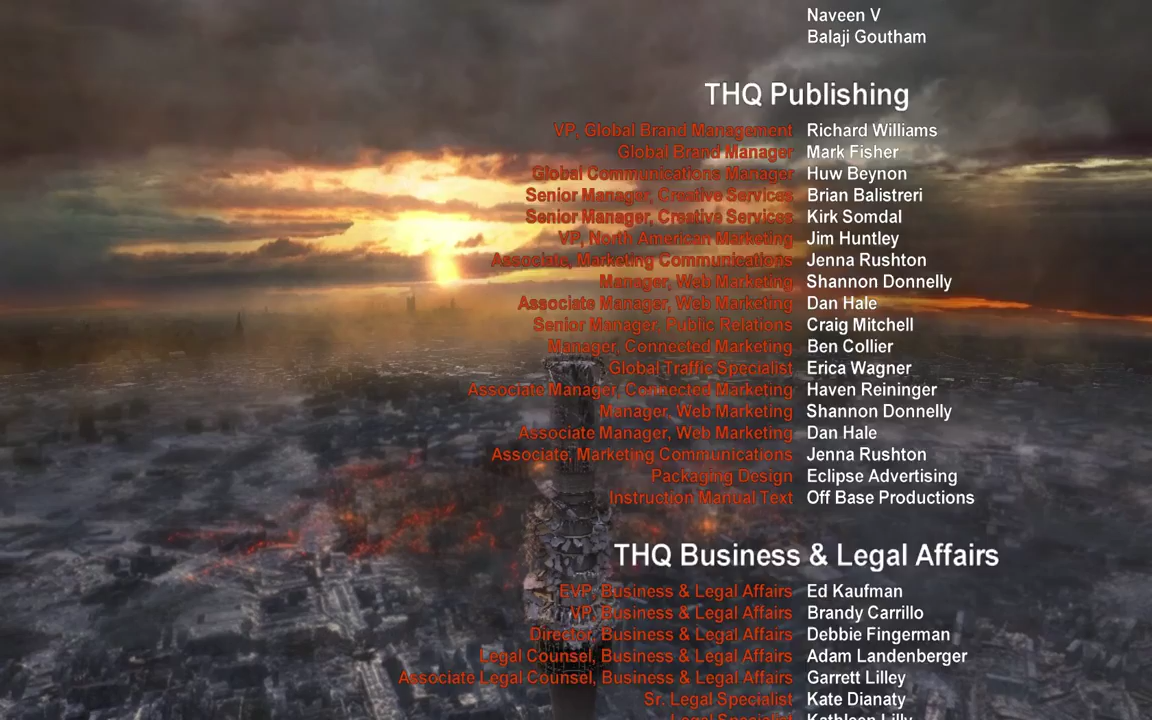 Naveen V
Balaji Goutham
THQ Publishing
VP, Global Brand Management Richard Williams
Global Brand Manager Mark Fisher
Global Communications Manager Huw Beynon
Senior Manager, Creative Services Brian Balistreri
Senior Manager, Creative Services Kirk Somdal
VP, North American Marketing Jim Huntley
Associate, Marketing Communications Jenna Rushton
Manager, Web Marketing Shannon Donnelly
Associate Manager, Web Marketing Dan Hale
Senior Manager, Public Relations Craig Mitchell
Manager, Connected Marketing Ben Collier
Global Traffic Specialist Erica Wagner
Associate Manager, Connected Marketing Haven Reininger
Manager, Web Marketing Shannon Donnelly
Associate Manager, Web Marketing Dan Hale
Associate, Marketing Communications Jenna Rushton
Packaging Design Eclipse Advertising
Instruction Manual Text Off Base Productions
THQ Business & Legal Affairs
EVP, Business & Legal Affairs Ed Kaufman
VP, Business & Legal Affairs Brandy Carrillo
Director, Business & Legal Affairs Debbie Fingerman
Legal Counsel, Business & Legal Affairs Adam Landenberger
Associate Legal Counsel, Business & Legal Affairs Garrett Lilley
Sr. Legal Specialist Kate Dianaty
Legal Specialist Kathleen Lilly